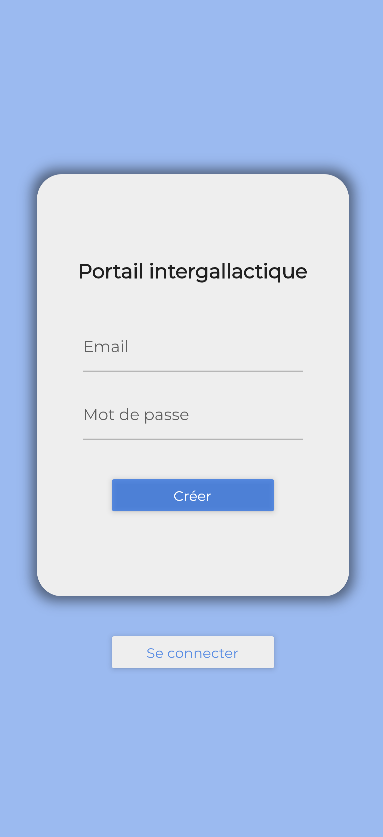 Portail intergallactique
Email
Mot de passe
Créer
Se connecter